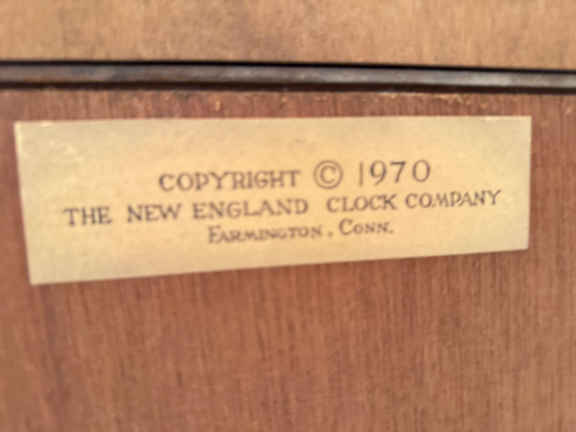 COPYRIGHT © 1970
THE NEW ENGLAND CLOCK COMPANY
FARMINGTON, CONN.